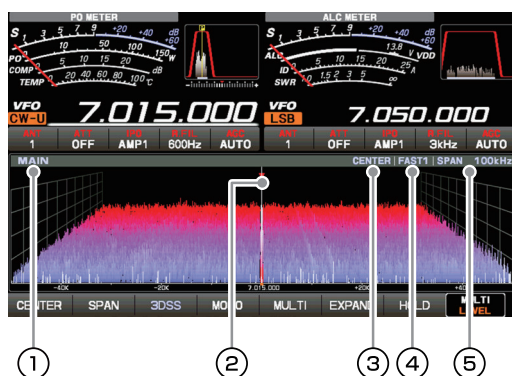 PO METER
ALC METER
S 1 3 5 7 9 +20 +40 dB +60
PO 0 10 50 100 150 W
COMP 0 5 10 15 20 dB
TEMP 0 20 40 60 80 100 °C
S 1 3 5 7 9 +20 +40 dB +60
ALC 13.8 V VDD
ID 0 5 10 15 20 25 A
SWR 1 1.5 2 3 5 ∞
VFO
CW-U
7.015.000
VFO
LSB
7.050.000
ANT ATT IPO R.FIL AGC
1 OFF AMP1 600Hz AUTO
ANT ATT IPO R.FIL AGC
1 OFF AMP1 3kHz AUTO
MAIN
CENTER | FAST1 | SPAN 100kHz
-40K -20K 7.015.000 +20K +40K
CENTER SPAN 3DSS MONO MULTI EXPAND HOLD MULTI
LEVEL
1 2 3 4 5